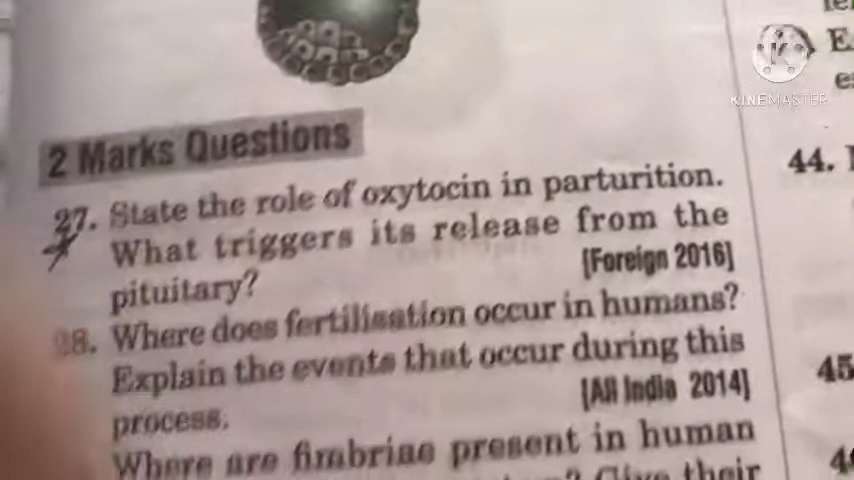 KINEMASTER
2 Marks Questions
27. State the role of oxytocin in parturition.
What triggers its release from the
pituitary?
[Foreign 2016]
28. Where does fertilisation occur in humans?
Explain the events that occur during this
process.
[All India 2014]
Where are fimbriae present in human
? Give their
44.
45